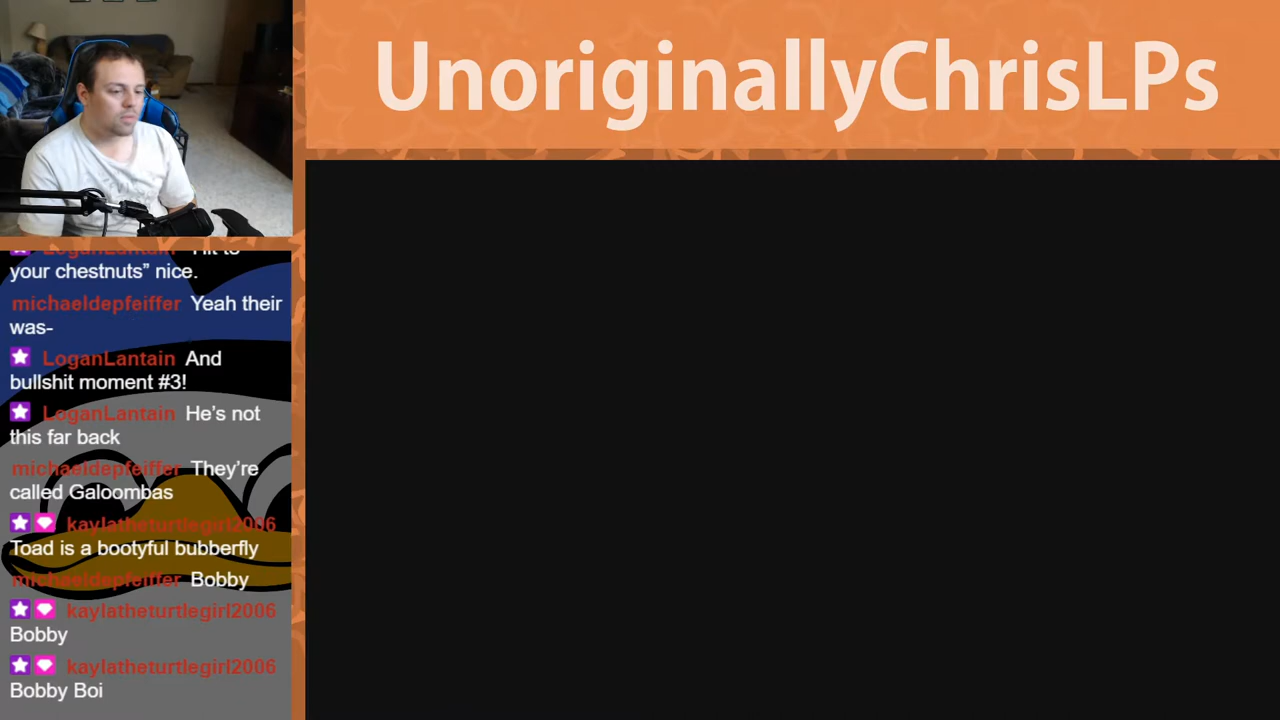 UnoriginallyChrisLPs
LoganLantain “Hit to
your chestnuts” nice.
michaeldepfeiffer Yeah their
was-
LoganLantain And
bullshit moment #3!
LoganLantain He’s not
this far back
michaeldepfeiffer They’re
called Galoombas
kaylatheturtlegirl2006
Toad is a bootyful bubberfly
michaeldepfeiffer Bobby
kaylatheturtlegirl2006
Bobby
kaylatheturtlegirl2006
Bobby Boi